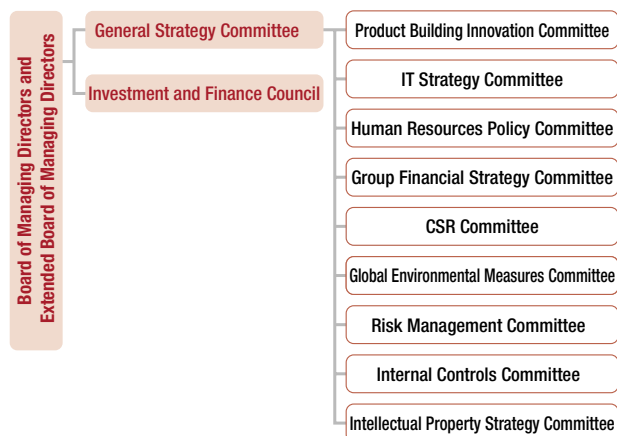 Board of Managing Directors and
Extended Board of Managing Directors
General Strategy Committee
Investment and Finance Council
Product Building Innovation Committee
IT Strategy Committee
Human Resources Policy Committee
Group Financial Strategy Committee
CSR Committee
Global Environmental Measures Committee
Risk Management Committee
Internal Controls Committee
Intellectual Property Strategy Committee